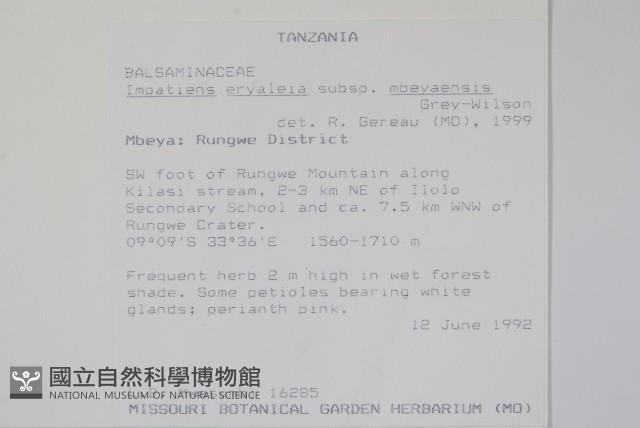 TANZANIA
BALSAMINACEAE
Impatiens eryaleia subsp. mbeyaensis
Grey-Wilson
det. R. Gereau (MO), 1999
Mbeya: Rungwe District
SW foot of Rungwe Mountain along
Kilasi stream, 2-3 km NE of Ilolo
Secondary School and ca. 7.5 km WNW of
Rungwe Crater.
09°09'S 33°36'E 1560-1710 m
Frequent herb 2 m high in wet forest
shade. Some petioles bearing white
glands; perianth pink.
12 June 1992
國立自然科學博物館
NATIONAL MUSEUM OF NATURAL SCIENCE
16285
MISSOURI BOTANICAL GARDEN HERBARIUM (MO)